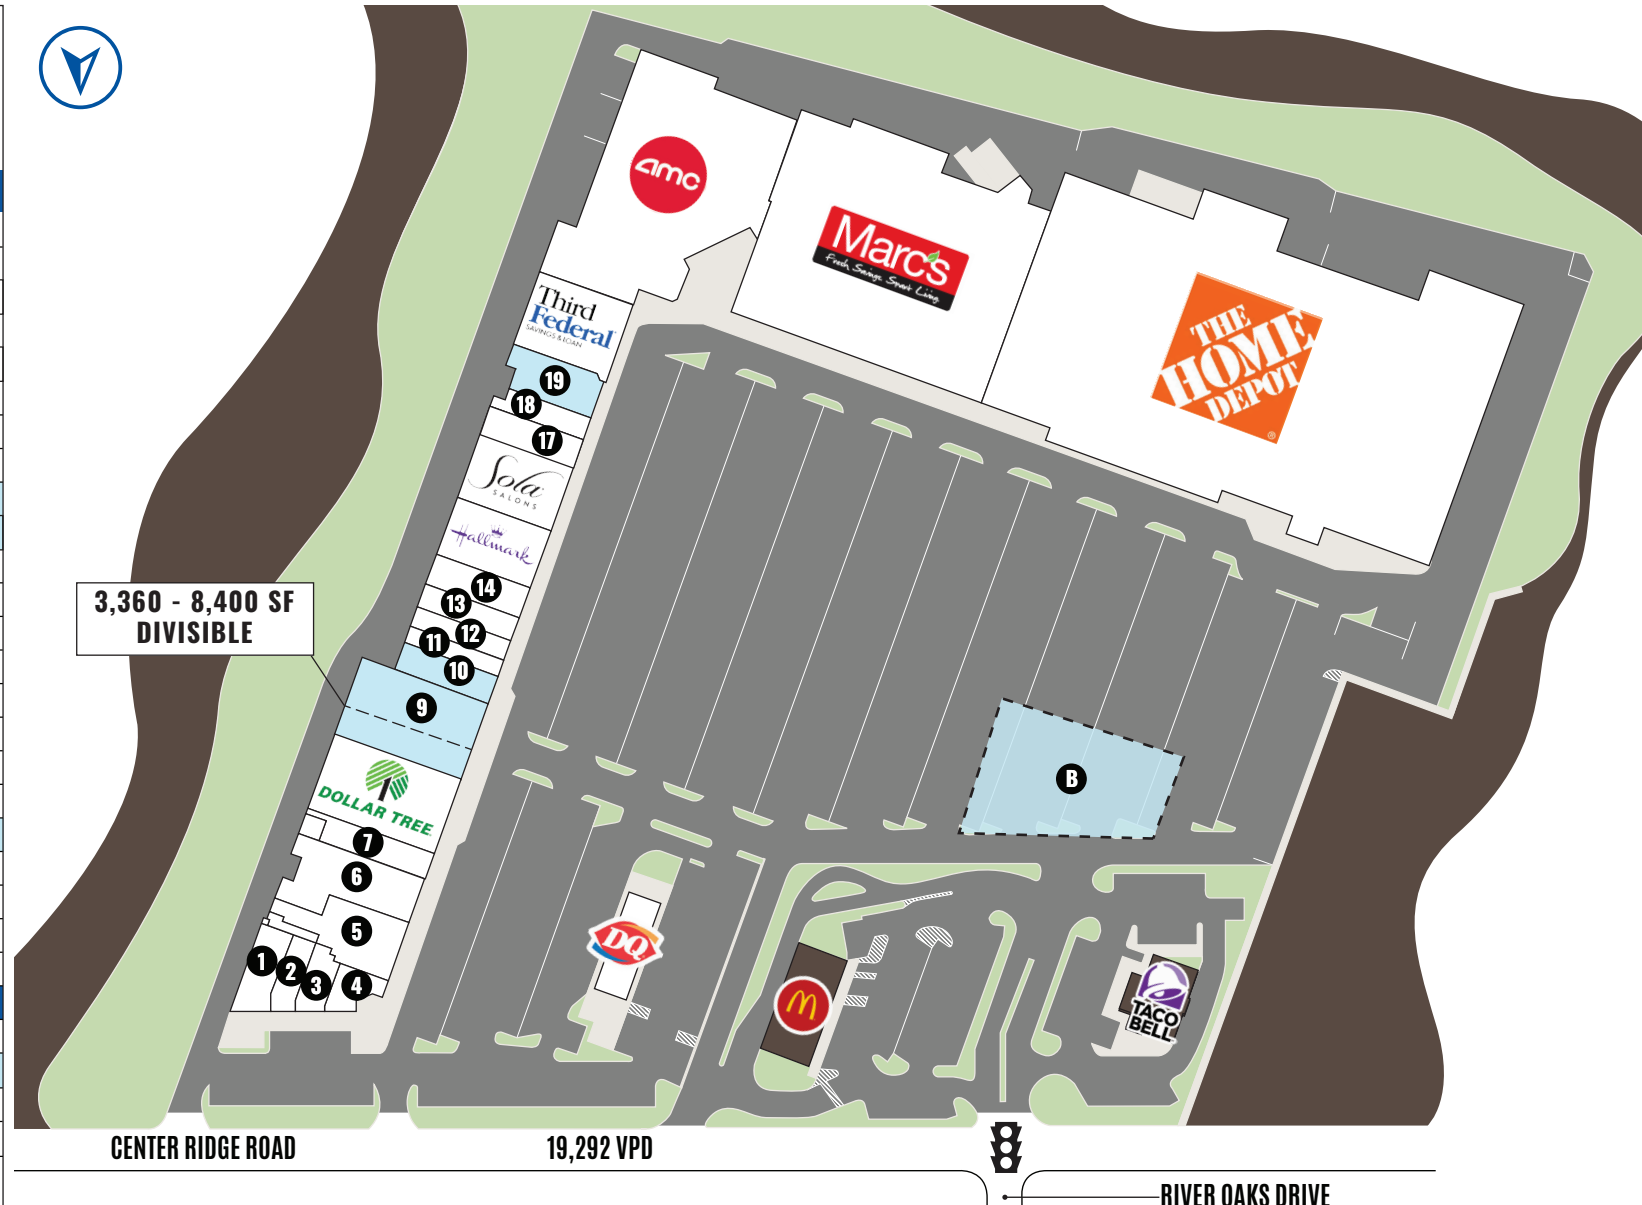 amc
Marc's
Fresh. Savings. Smart Living.
THE
HOME
DEPOT
®
Third
Federal
SAVINGS & LOAN
19
18
17
Sola
SALONS
Hallmark
14
13
12
11
10
3,360 - 8,400 SF
DIVISIBLE
9
B
DOLLAR TREE
7
6
5
1
2
3
4
DQ
TACO
BELL
CENTER RIDGE ROAD
19,292 VPD
RIVER OAKS DRIVE